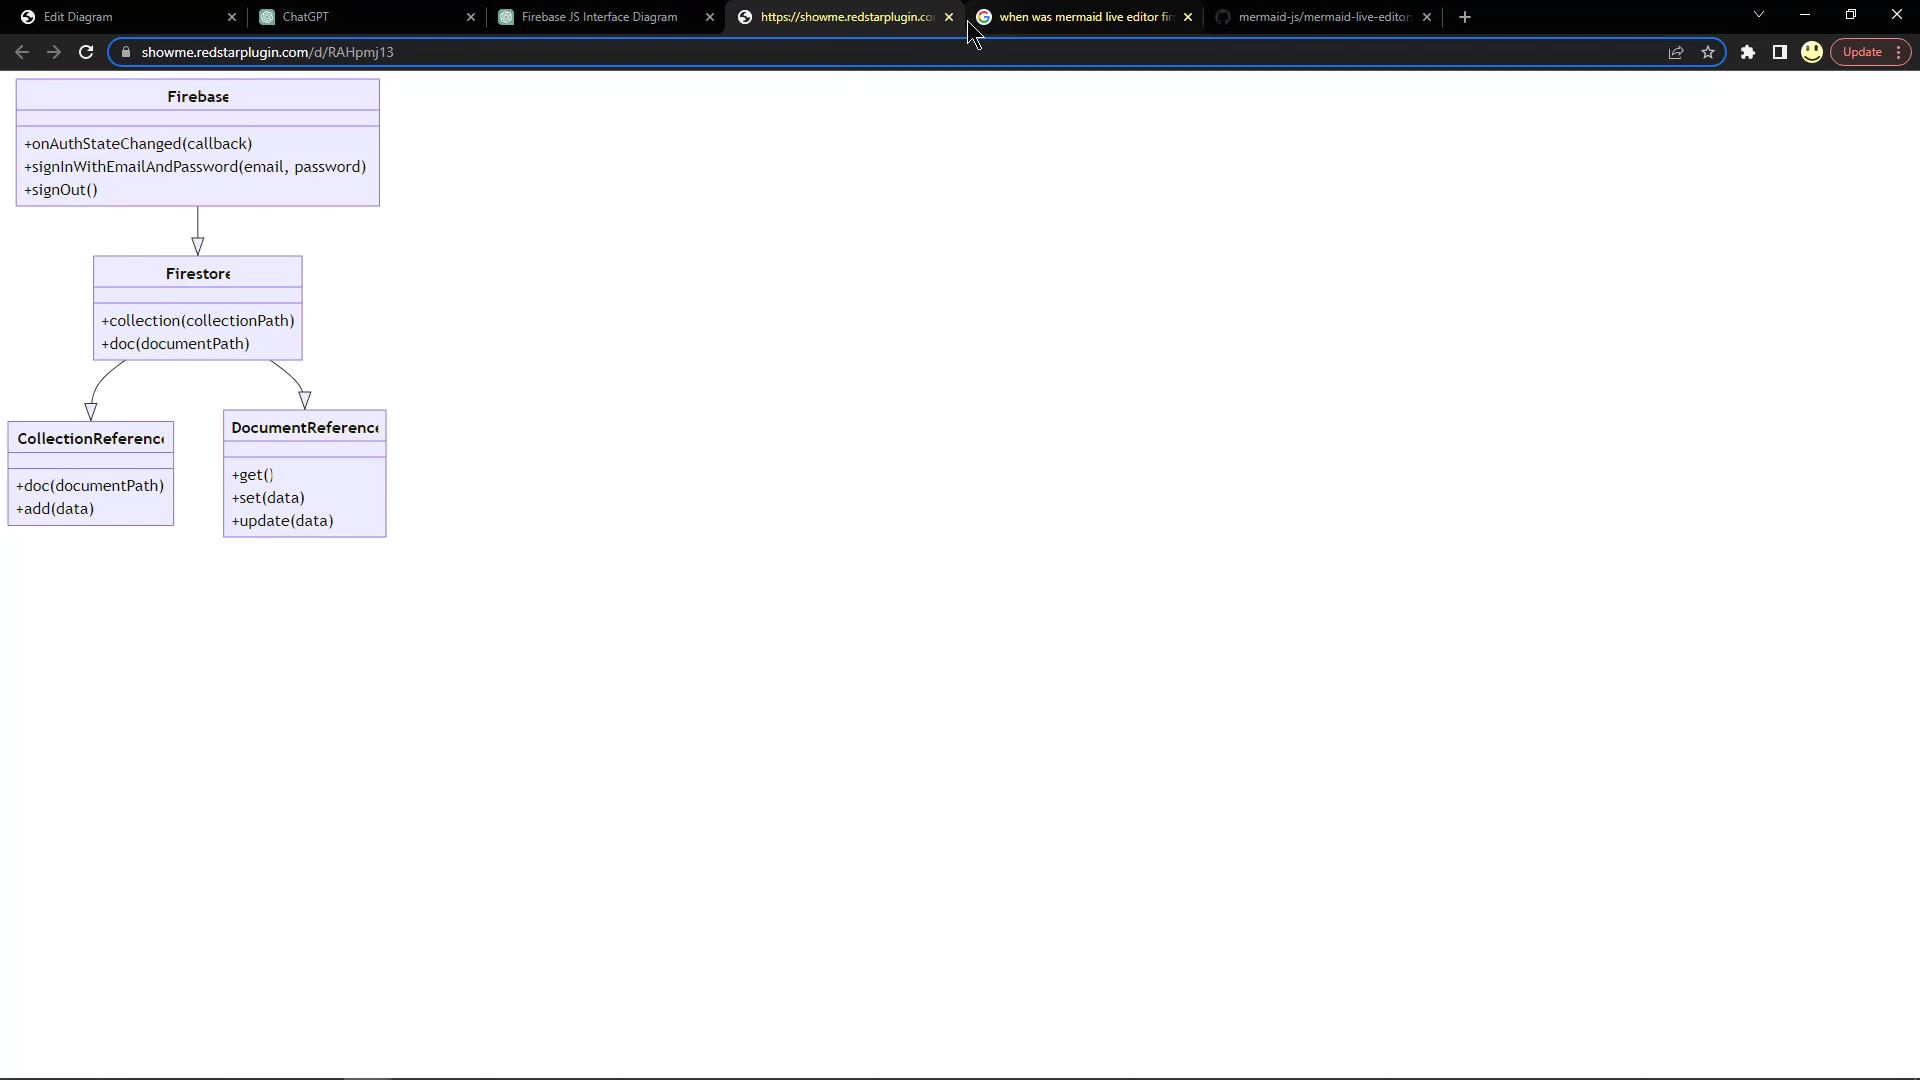 Edit Diagram
ChatGPT
Firebase JS Interface Diagram
https://showme.redstarplugin.co
when was mermaid live editor fi
mermaid-js/mermaid-live-editor
showme.redstarplugin.com/d/RAHpmj13
Update
Firebase
+onAuthStateChanged(callback)
+signInWithEmailAndPassword(email, password)
+signOut()
Firestore
+collection(collectionPath)
+doc(documentPath)
CollectionReference
+doc(documentPath)
+add(data)
DocumentReference
+get()
+set(data)
+update(data)